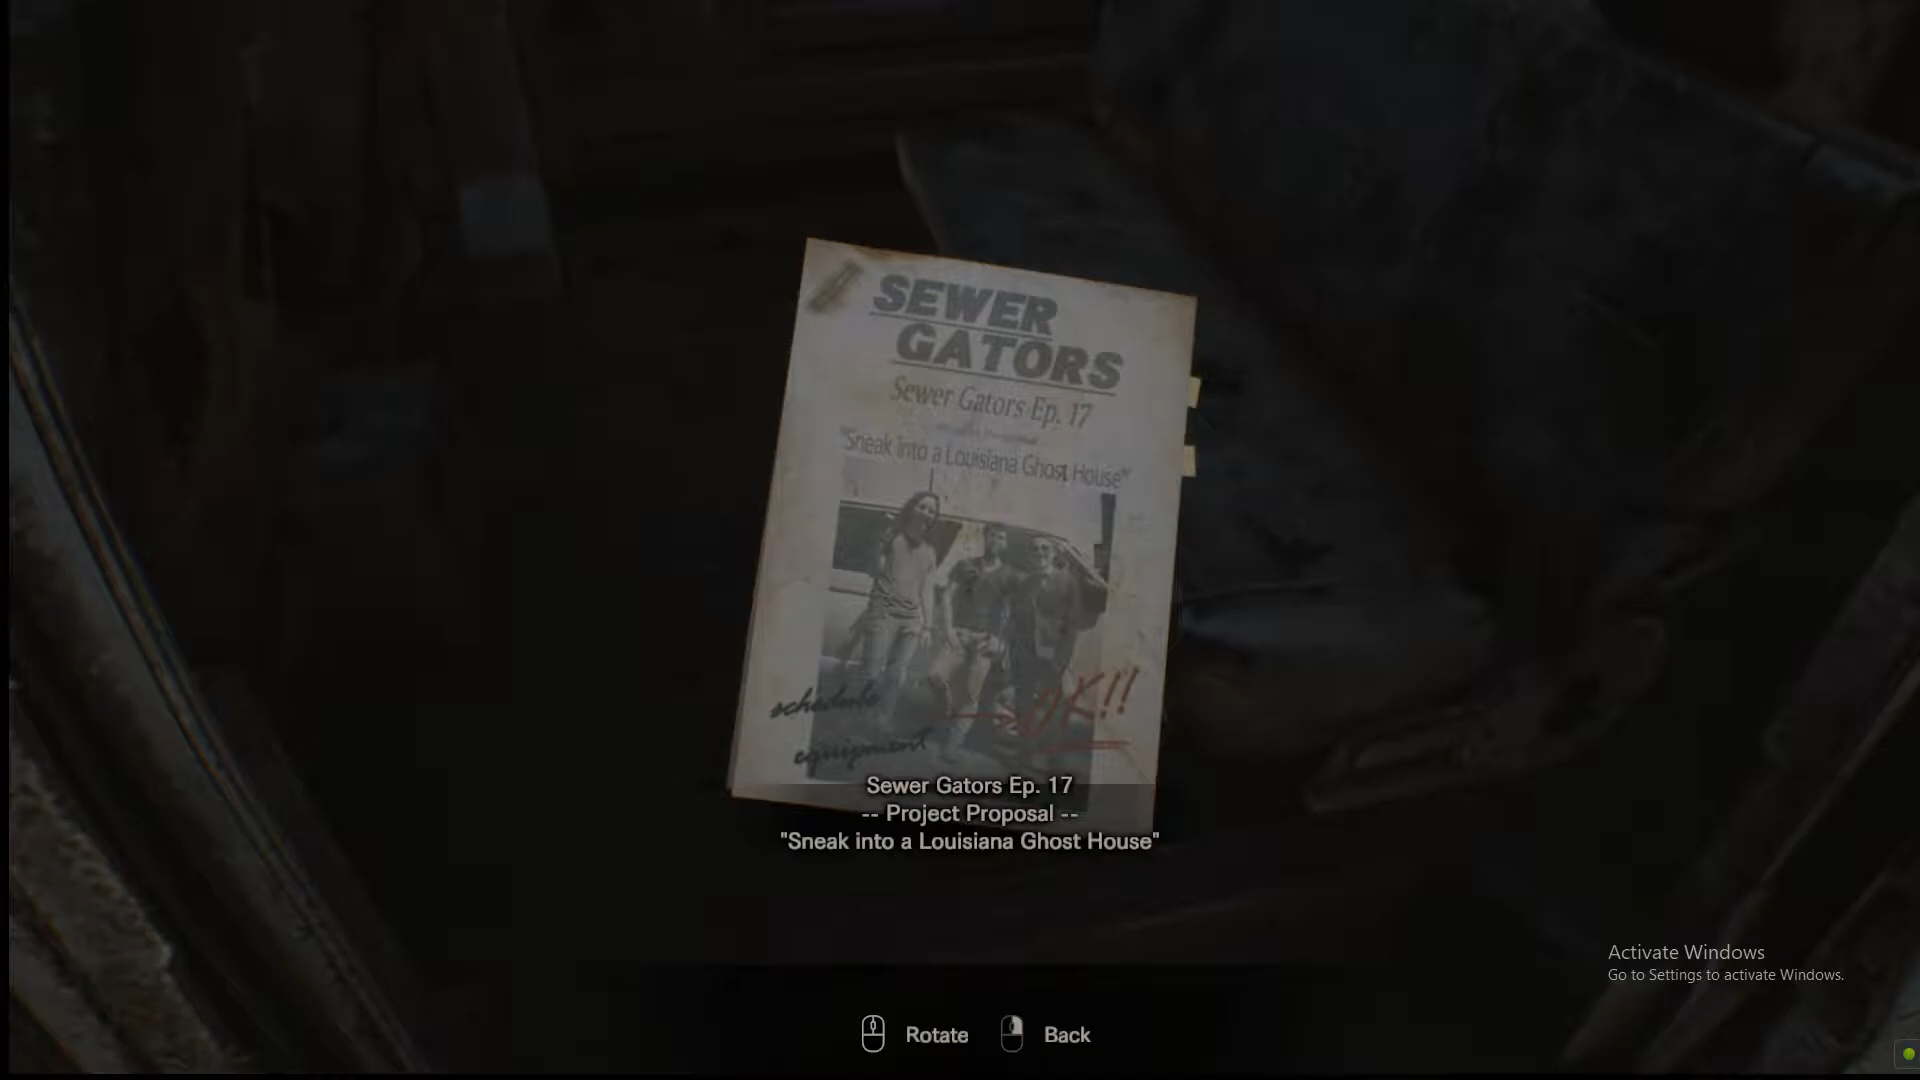 SEWER
GATORS
Sewer Gators Ep. 17
"Sneak into a Louisiana Ghost House"
schedule
equipment
OK!!
Sewer Gators Ep. 17
-- Project Proposal --
"Sneak into a Louisiana Ghost House"
Activate Windows
Go to Settings to activate Windows.
Rotate
Back